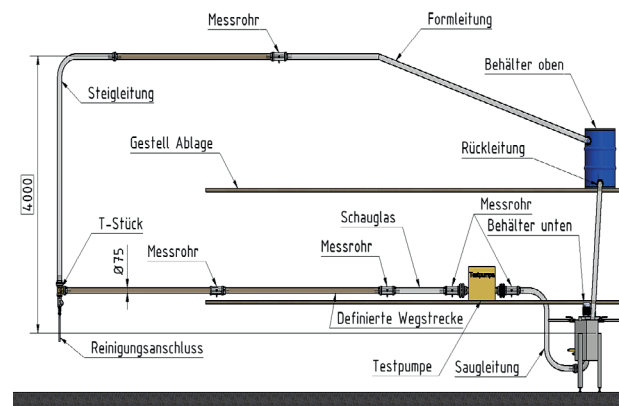 Messrohr
Formleitung
Behälter oben
Steigleitung
Gestell Ablage
Rückleitung
4000
T-Stück
Ø75
Messrohr
Messrohr
Schauglas
Messrohr
Behälter unten
Testpumpe
Definierte Wegstrecke
Reinigungsanschluss
Testpumpe
Saugleitung